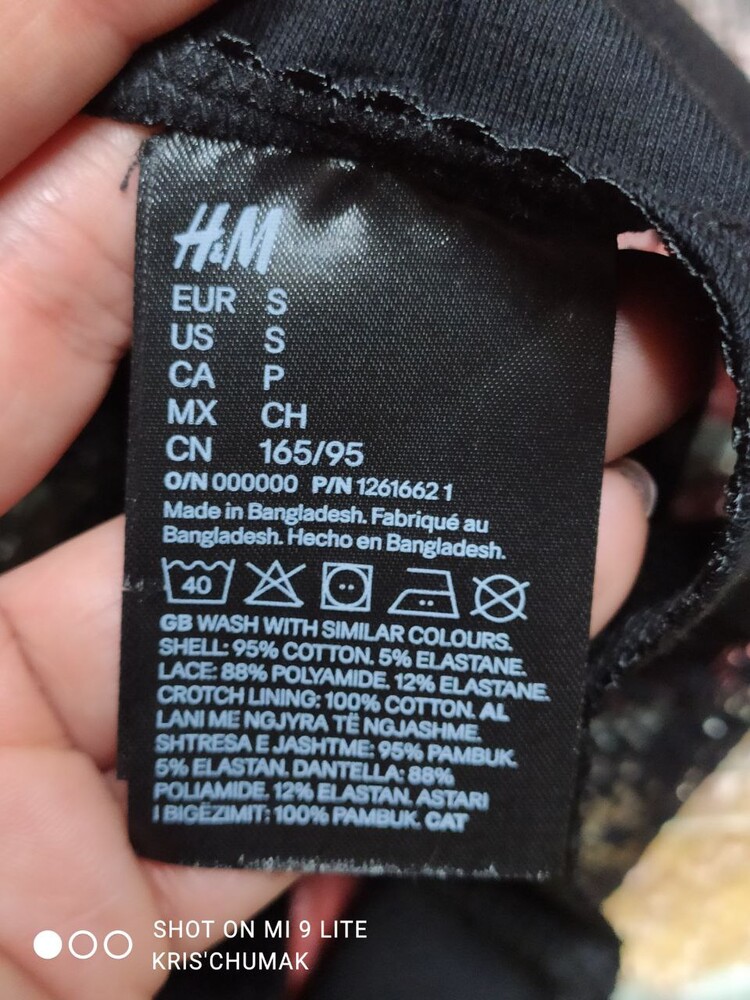 H&M
EUR S
US S
CA P
MX CH
CN 165/95
O/N 000000 P/N 1261662 1
Made in Bangladesh. Fabriqué au
Bangladesh. Hecho en Bangladesh.
40
GB WASH WITH SIMILAR COLOURS.
SHELL: 95% COTTON. 5% ELASTANE.
LACE: 88% POLYAMIDE. 12% ELASTANE.
CROTCH LINING: 100% COTTON. AL
LANI ME NGJYRA TË NGJASHME.
SHTRESA E JASHTME: 95% PAMBUK.
5% ELASTAN. DANTELLA: 88%
POLIAMIDE. 12% ELASTAN. ASTARI
I BIGËZIMIT: 100% PAMBUK. CAT
SHOT ON MI 9 LITE
KRIS'CHUMAK